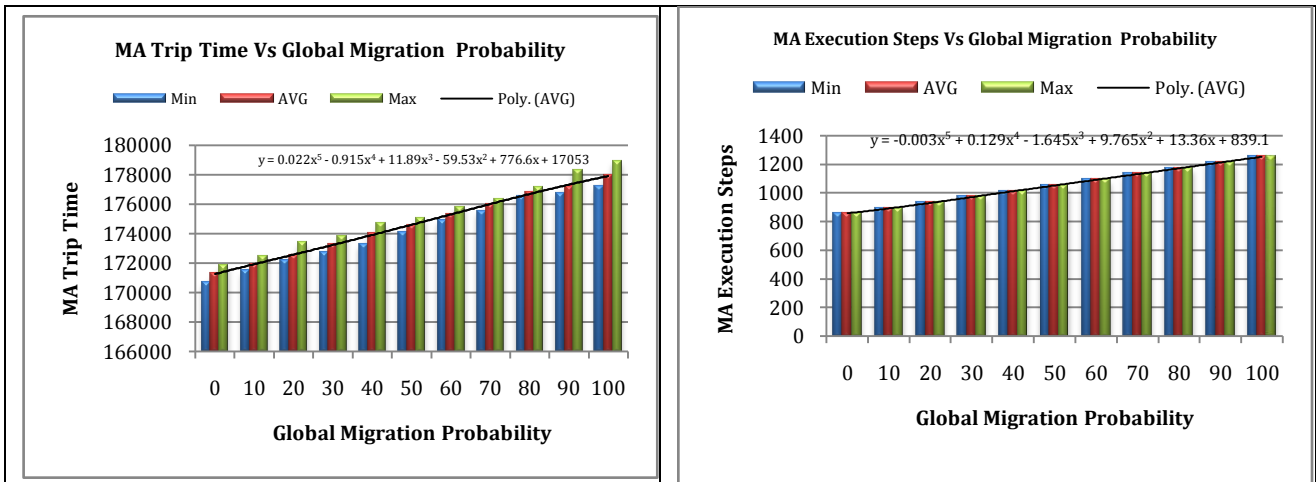 MA Trip Time Vs Global Migration Probability
Min AVG Max Poly. (AVG)
y = 0.022x⁵ - 0.915x⁴ + 11.89x³ - 59.53x² + 776.6x + 17053
180000
178000
176000
174000
172000
170000
168000
166000
MA Trip Time
0 10 20 30 40 50 60 70 80 90 100
Global Migration Probability
MA Execution Steps Vs Global Migration Probability
Min AVG Max Poly. (AVG)
y = -0.003x⁵ + 0.129x⁴ - 1.645x³ + 9.765x² + 13.36x + 839.1
1400
1200
1000
800
600
400
200
0
MA Execution Steps
0 10 20 30 40 50 60 70 80 90 100
Global Migration Probability